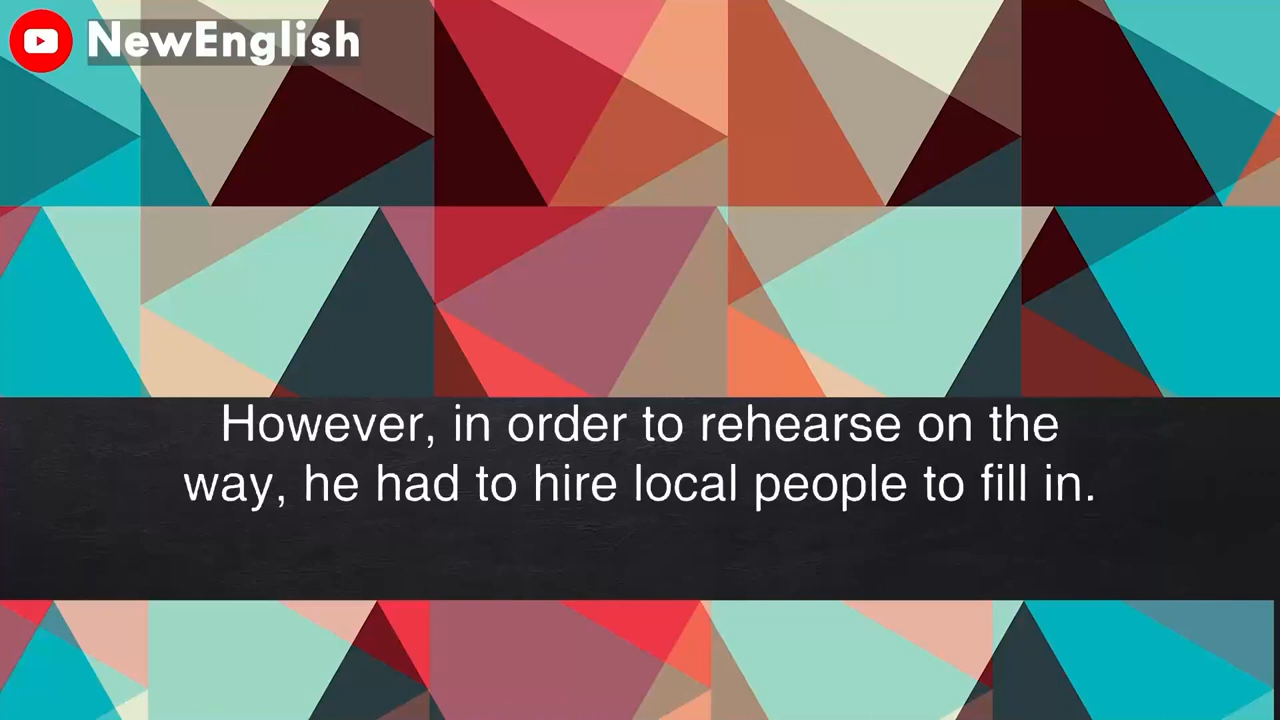 NewEnglish
However, in order to rehearse on the
way, he had to hire local people to fill in.